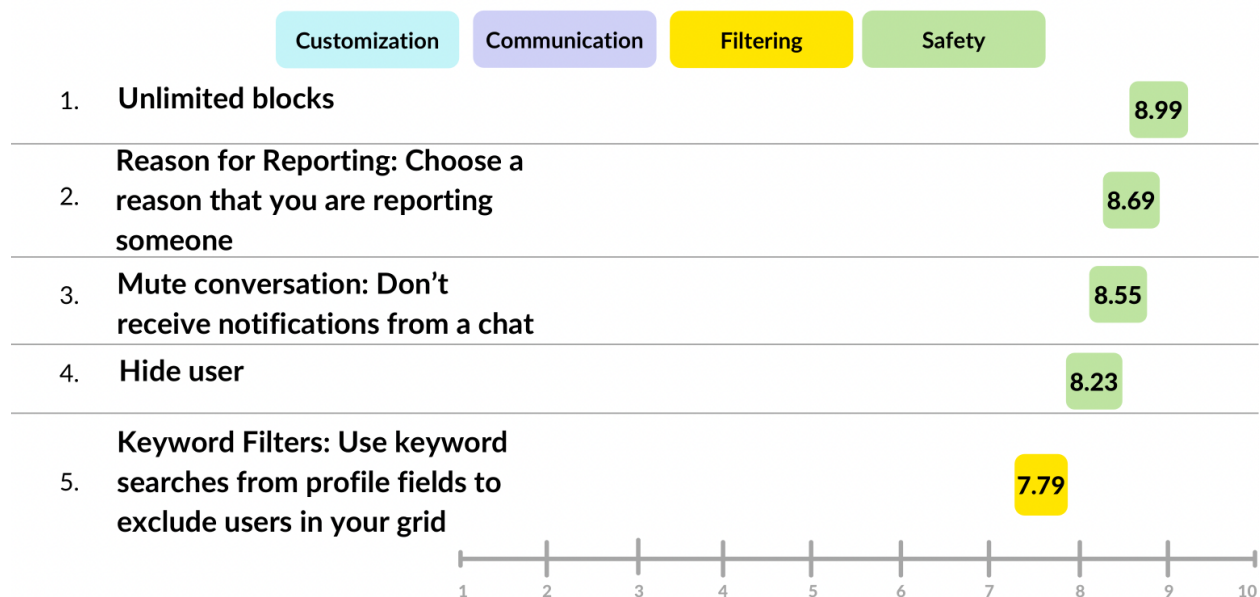 Customization Communication Filtering Safety
1. Unlimited blocks 8.99
Reason for Reporting: Choose a
2. reason that you are reporting 8.69
someone
Mute conversation: Don’t
3. 8.55
receive notifications from a chat
4. Hide user 8.23
Keyword Filters: Use keyword
5. searches from profile fields to 7.79
exclude users in your grid
1 2 3 4 5 6 7 8 9 10